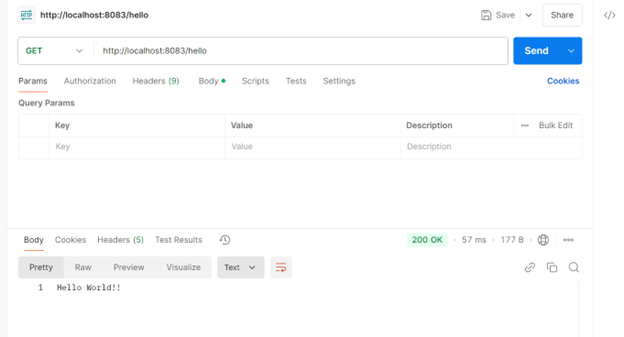 HTTP http://localhost:8083/hello Save Share
GET http://localhost:8083/hello Send
Params Authorization Headers (9) Body Scripts Tests Settings Cookies
Query Params
Key Value Description Bulk Edit
Key Value Description
Body Cookies Headers (5) Test Results 200 OK 57 ms 177 B
Pretty Raw Preview Visualize Text
1 Hello World!!